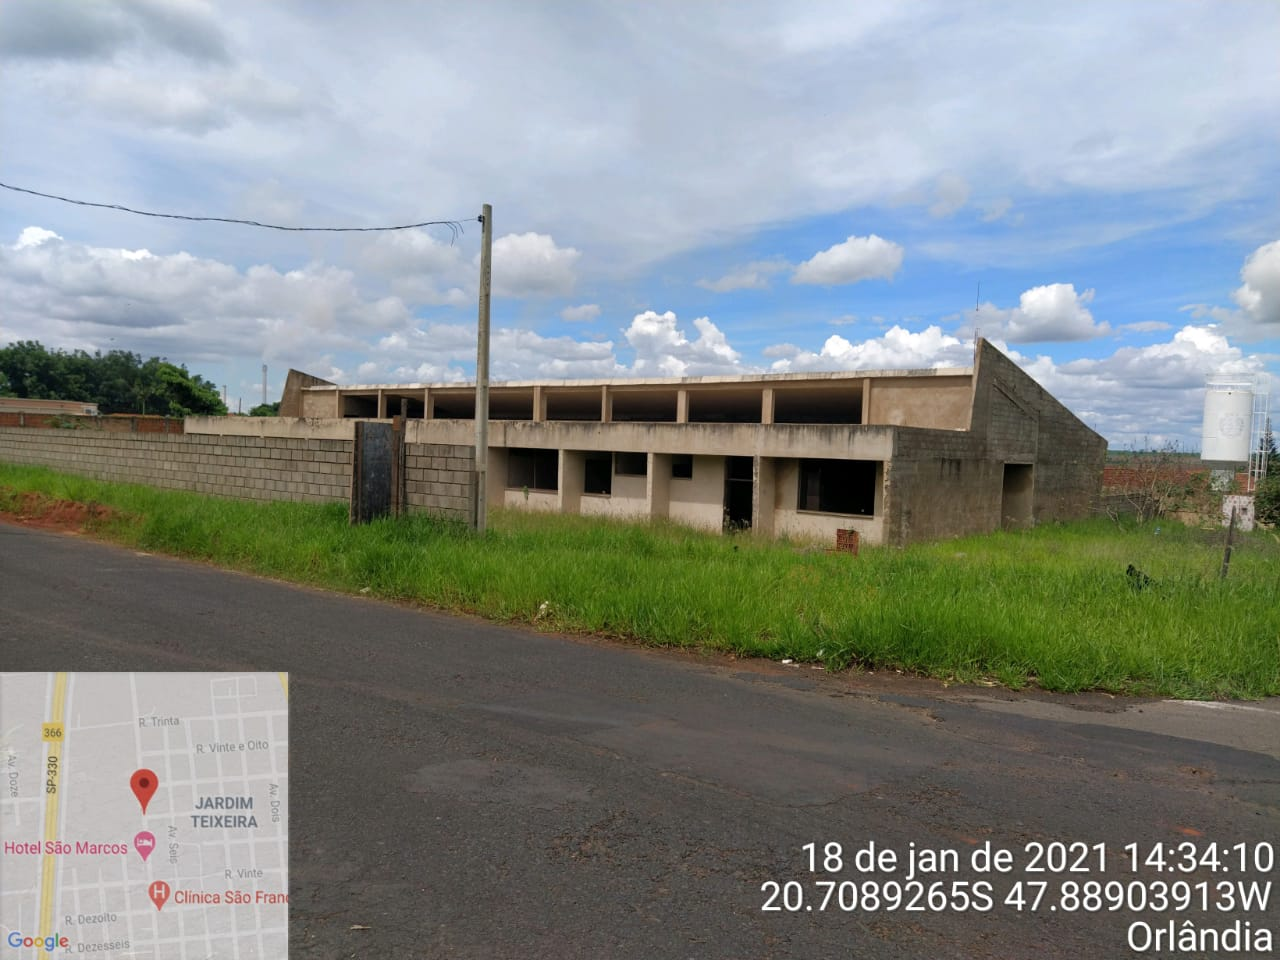 R. Trinta
366
R. Vinte e Oito
Av. Doze
SP-330
Av. Dois
JARDIM
TEIXEIRA
Av. Seis
Hotel São Marcos
R. Vinte
Clínica São Fran
R. Dezoito
Google
R. Dezesseis
18 de jan de 2021 14:34:10
20.7089265S 47.88903913W
Orlândia